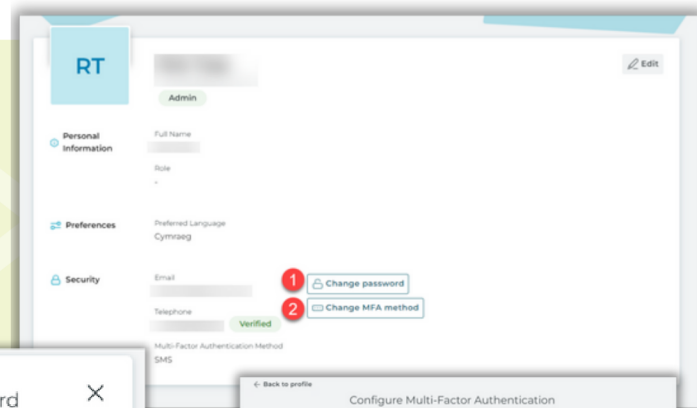 RT
Edit
Admin
Personal Information
Full Name
Role
-
Preferences
Preferred Language
Cymraeg
Security
Email
1 Change password
Telephone
2 Change MFA method
Verified
Multi-Factor Authentication Method
SMS
← Back to profile
Configure Multi-Factor Authentication